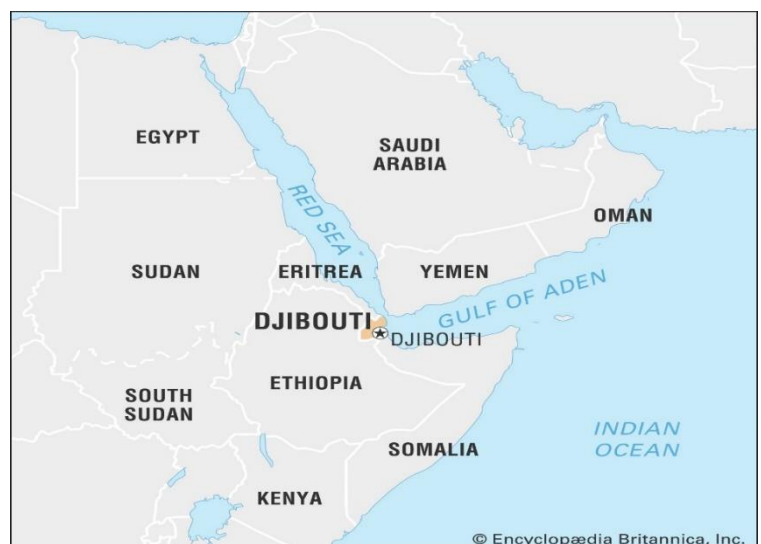 EGYPT
SAUDI
ARABIA
RED SEA
OMAN
SUDAN
ERITREA
YEMEN
GULF OF ADEN
DJIBOUTI
DJIBOUTI
ETHIOPIA
SOUTH
SUDAN
INDIAN
OCEAN
SOMALIA
KENYA
© Encyclopædia Britannica, Inc.